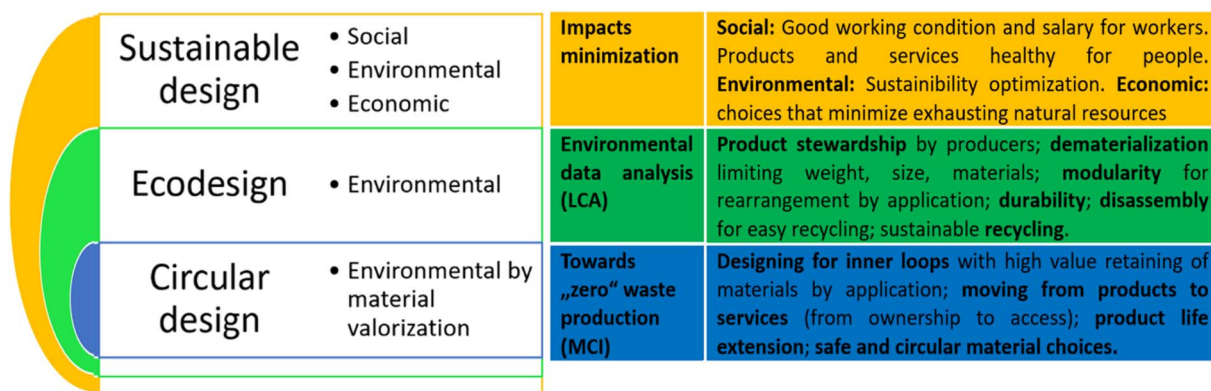 Sustainable
design
• Social
• Environmental
• Economic
Impacts
minimization
Social: Good working condition and salary for workers.
Products and services healthy for people.
Environmental: Sustainibility optimization. Economic:
choices that minimize exhausting natural resources
Ecodesign
• Environmental
Environmental
data analysis
(LCA)
Product stewardship by producers; dematerialization
limiting weight, size, materials; modularity for
rearrangement by application; durability; disassembly
for easy recycling; sustainable recycling.
Circular
design
• Environmental by
material
valorization
Towards
„zero“ waste
production
(MCI)
Designing for inner loops with high value retaining of
materials by application; moving from products to
services (from ownership to access); product life
extension; safe and circular material choices.